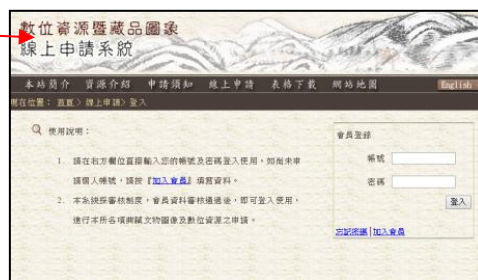 數位資源暨藏品圖象
線上申請系統
本站簡介 資源介紹 申請須知 線上申請 表格下載 網站地圖 English
現在位置： 首頁> 線上申請> 登入
使用說明：
1. 請在右方欄位直接輸入您的帳號及密碼登入使用，如尚未申
請個人帳號，請按『加入會員』填寫資料。
2. 本系統採審核制度，會員資料審核通過後，即可登入使用，
進行本所各項典藏文物圖像及數位資源之申請。
會員登錄
帳號
密碼
登入
忘記密碼 | 加入會員